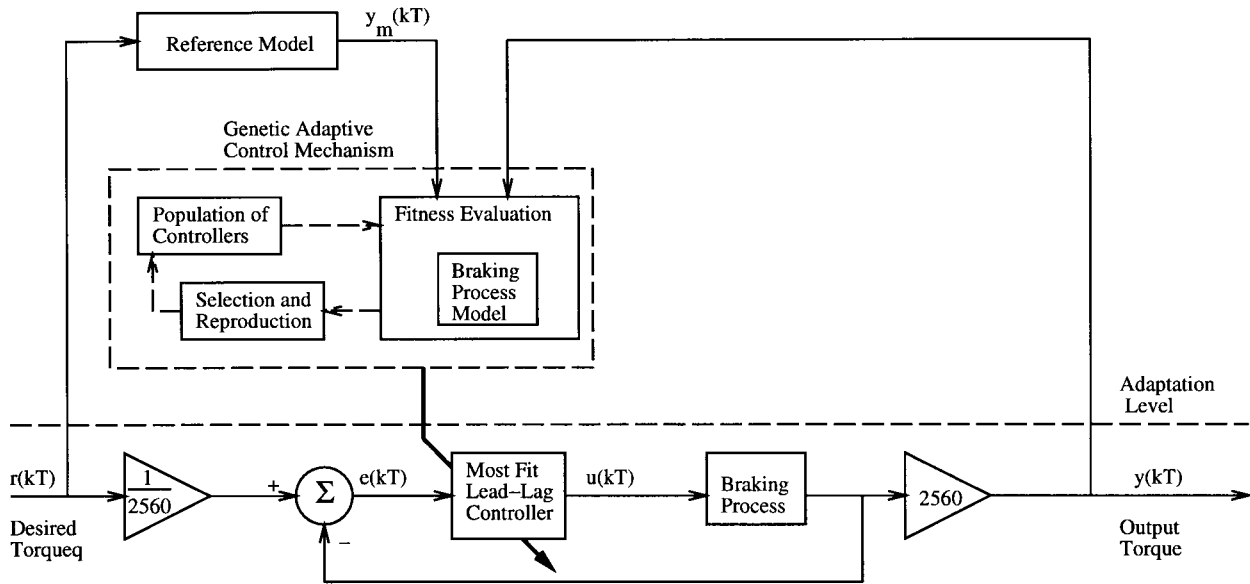 y_m(kT)
Reference Model
Genetic Adaptive
Control Mechanism
Population of
Controllers
Fitness Evaluation
Braking
Process
Model
Selection and
Reproduction
Adaptation
Level
r(kT)
1
2560
+
Σ
−
e(kT)
Most Fit
Lead–Lag
Controller
u(kT)
Braking
Process
2560
y(kT)
Desired
Torqueq
Output
Torque